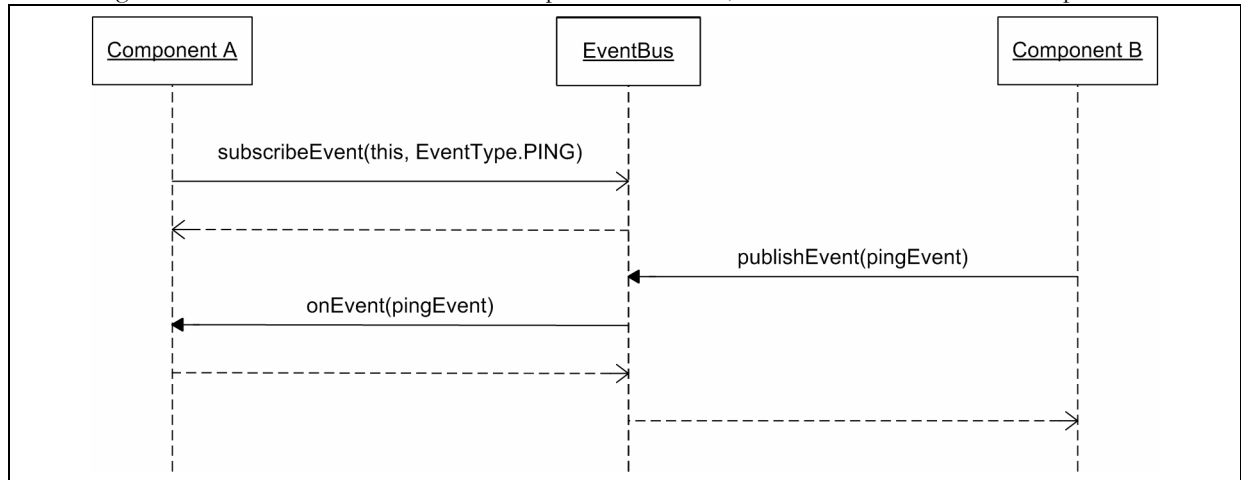 Component A
EventBus
Component B
subscribeEvent(this, EventType.PING)
publishEvent(pingEvent)
onEvent(pingEvent)